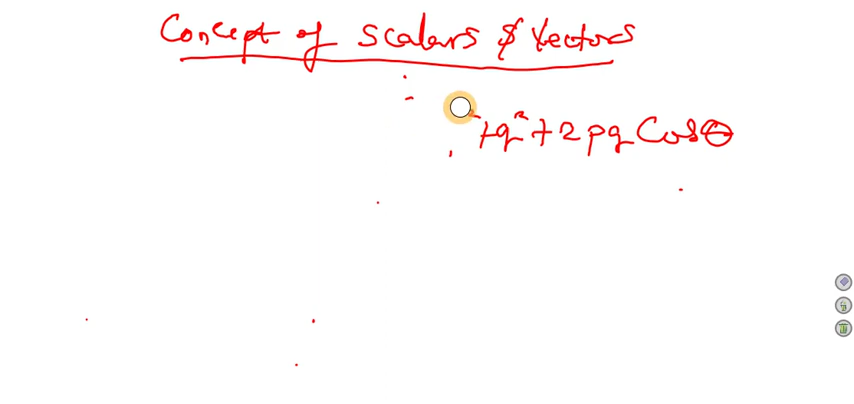 Concept of Scalars & Vectors
+q² + 2pq Cosθ